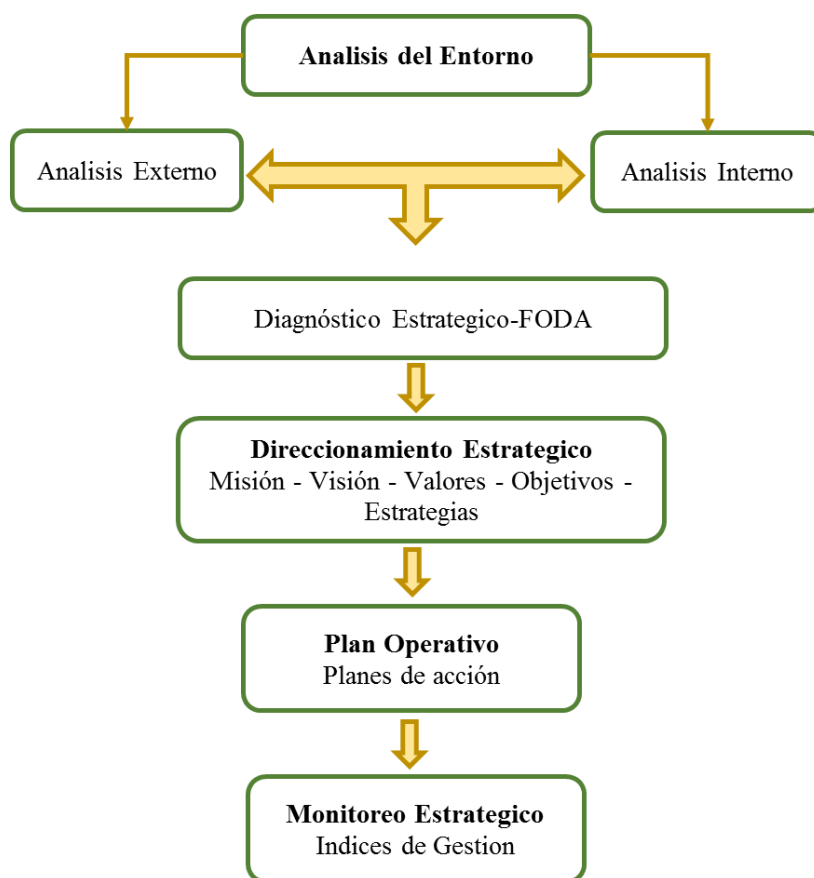 Analisis del Entorno
Analisis Externo
Analisis Interno
Diagnóstico Estrategico-FODA
Direccionamiento Estrategico
Misión - Visión - Valores - Objetivos -
Estrategias
Plan Operativo
Planes de acción
Monitoreo Estrategico
Indices de Gestion